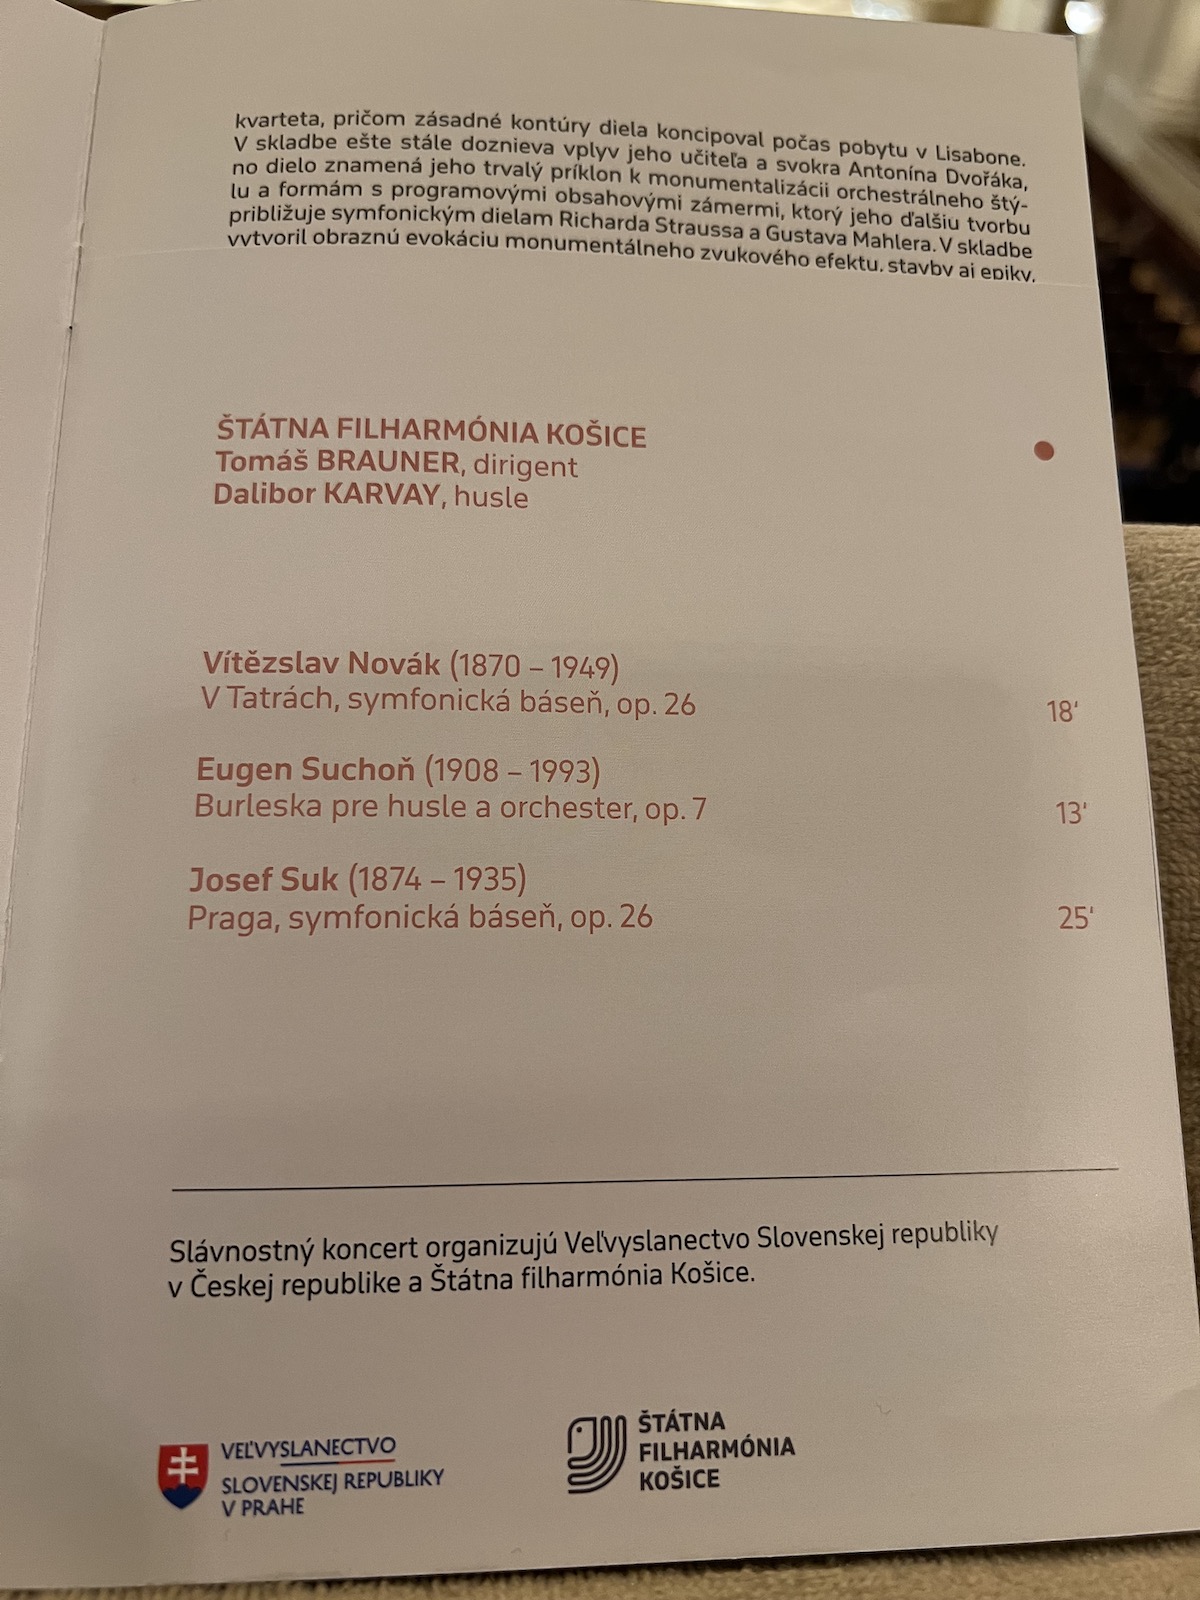 kvarteta, pričom zásadné kontúry diela koncipoval počas pobytu v Lisabone.
V skladbe ešte stále doznieva vplyv jeho učiteľa a svokra Antonína Dvořáka,
no dielo znamená jeho trvalý príklon k monumentalizácii orchestrálneho štý-
lu a formám s programovými obsahovými zámermi, ktorý jeho ďalšiu tvorbu
približuje symfonickým dielam Richarda Straussa a Gustava Mahlera. V skladbe
vytvoril obraznú evokáciu monumentálneho zvukového efektu, stavby aj epiky.
ŠTÁTNA FILHARMÓNIA KOŠICE
Tomáš BRAUNER, dirigent
Dalibor KARVAY, husle
Vítězslav Novák (1870 – 1949)
V Tatrách, symfonická báseň, op. 26 18‘
Eugen Suchoň (1908 – 1993)
Burleska pre husle a orchester, op. 7 13‘
Josef Suk (1874 – 1935)
Praga, symfonická báseň, op. 26 25‘
Slávnostný koncert organizujú Veľvyslanectvo Slovenskej republiky
v Českej republike a Štátna filharmónia Košice.
VEĽVYSLANECTVO
SLOVENSKEJ REPUBLIKY
V PRAHE
ŠTÁTNA
FILHARMÓNIA
KOŠICE